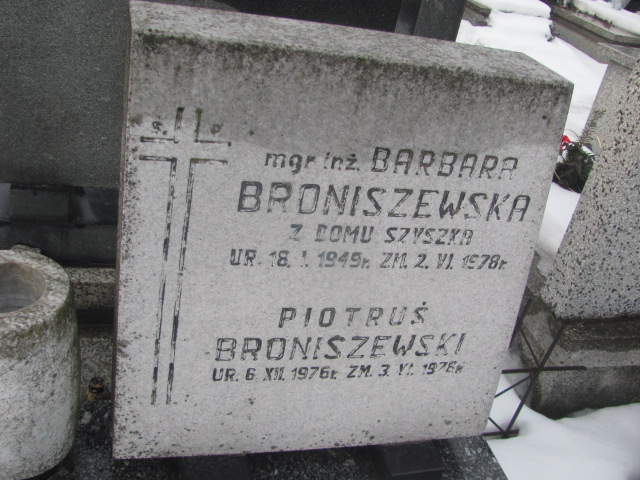 Ś. P.
mgr inż. BARBARA
BRONISZEWSKA
Z DOMU SZYSZKA
UR. 18. I. 1949r. ZM. 2. VI. 1978r.
PIOTRUŚ
BRONISZEWSKI
UR. 6. XII. 1976r. ZM. 3. VI. 1978r.